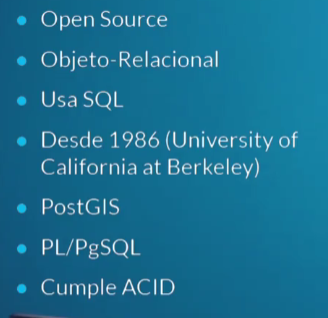 Open Source
Objeto-Relacional
Usa SQL
Desde 1986 (University of
California at Berkeley)
PostGIS
PL/PgSQL
Cumple ACID